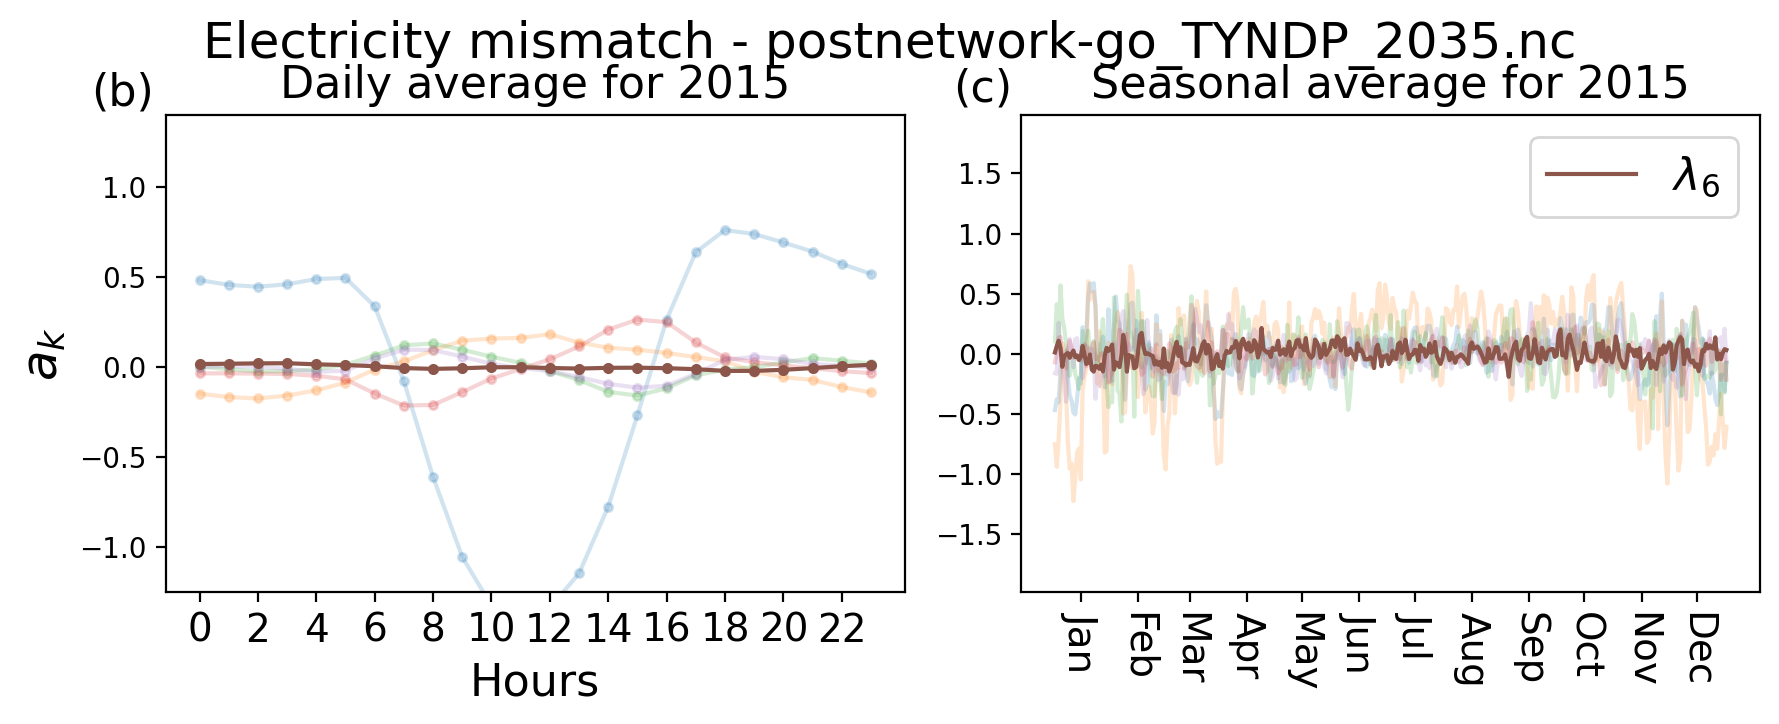 Electricity mismatch - postnetwork-go_TYNDP_2035.nc
(b)
Daily average for 2015
1.0
0.5
0.0
−0.5
−1.0
a_k
0 2 4 6 8 10 12 14 16 18 20 22
Hours
(c)
Seasonal average for 2015
1.5
1.0
0.5
0.0
−0.5
−1.0
−1.5
λ_6
Jan Feb Mar Apr May Jun Jul Aug Sep Oct Nov Dec